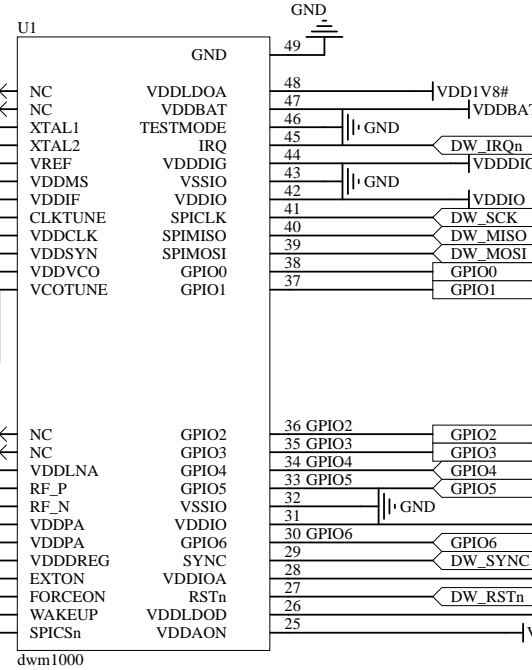 GND
U1
GND 49
NC VDDLDOA 48 VDD1V8#
NC VDDBAT 47 VDDBAT
XTAL1 TESTMODE 46 GND
XTAL2 IRQ 45 DW_IRQn
VREF VDDDIG 44 VDDDIG
VDDMS VSSIO 43 GND
VDDIF VDDIO 42 VDDIO
CLKTUNE SPICLK 41 DW_SCK
VDDCLK SPIMISO 40 DW_MISO
VDDSYN SPIMOSI 39 DW_MOSI
VDDVCO GPIO0 38 GPIO0
VCOTUNE GPIO1 37 GPIO1
NC GPIO2 36 GPIO2 GPIO2
NC GPIO3 35 GPIO3 GPIO3
VDDLNA GPIO4 34 GPIO4 GPIO4
RF_P GPIO5 33 GPIO5 GPIO5
RF_N VSSIO 32 GND
VDDPA VDDIO 31
VDDPA GPIO6 30 GPIO6 GPIO6
VDDDREG SYNC 29 DW_SYNC
EXTON VDDIOA 28
FORCEON RSTn 27 DW_RSTn
WAKEUP VDDLDOD 26
SPICSn VDDAON 25
dwm1000